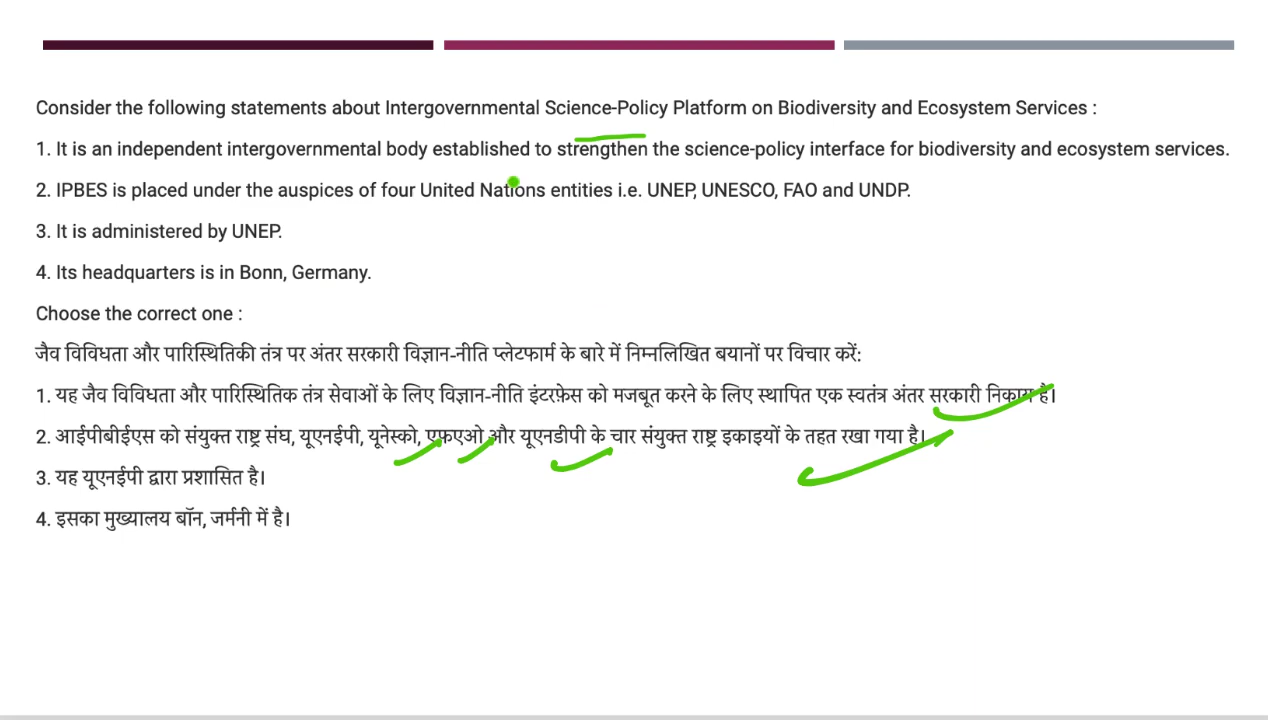 Consider the following statements about Intergovernmental Science-Policy Platform on Biodiversity and Ecosystem Services :
1. It is an independent intergovernmental body established to strengthen the science-policy interface for biodiversity and ecosystem services.
2. IPBES is placed under the auspices of four United Nations entities i.e. UNEP, UNESCO, FAO and UNDP.
3. It is administered by UNEP.
4. Its headquarters is in Bonn, Germany.
Choose the correct one :
जैव विविधता और पारिस्थितिकी तंत्र पर अंतर सरकारी विज्ञान-नीति प्लेटफार्म के बारे में निम्नलिखित बयानों पर विचार करें:
1. यह जैव विविधता और पारिस्थितिक तंत्र सेवाओं के लिए विज्ञान-नीति इंटरफ़ेस को मजबूत करने के लिए स्थापित एक स्वतंत्र अंतर सरकारी निकाय है।
2. आईपीबीईएस को संयुक्त राष्ट्र संघ, यूएनईपी, यूनेस्को, एफएओ और यूएनडीपी के चार संयुक्त राष्ट्र इकाइयों के तहत रखा गया है।
3. यह यूएनईपी द्वारा प्रशासित है।
4. इसका मुख्यालय बॉन, जर्मनी में है।